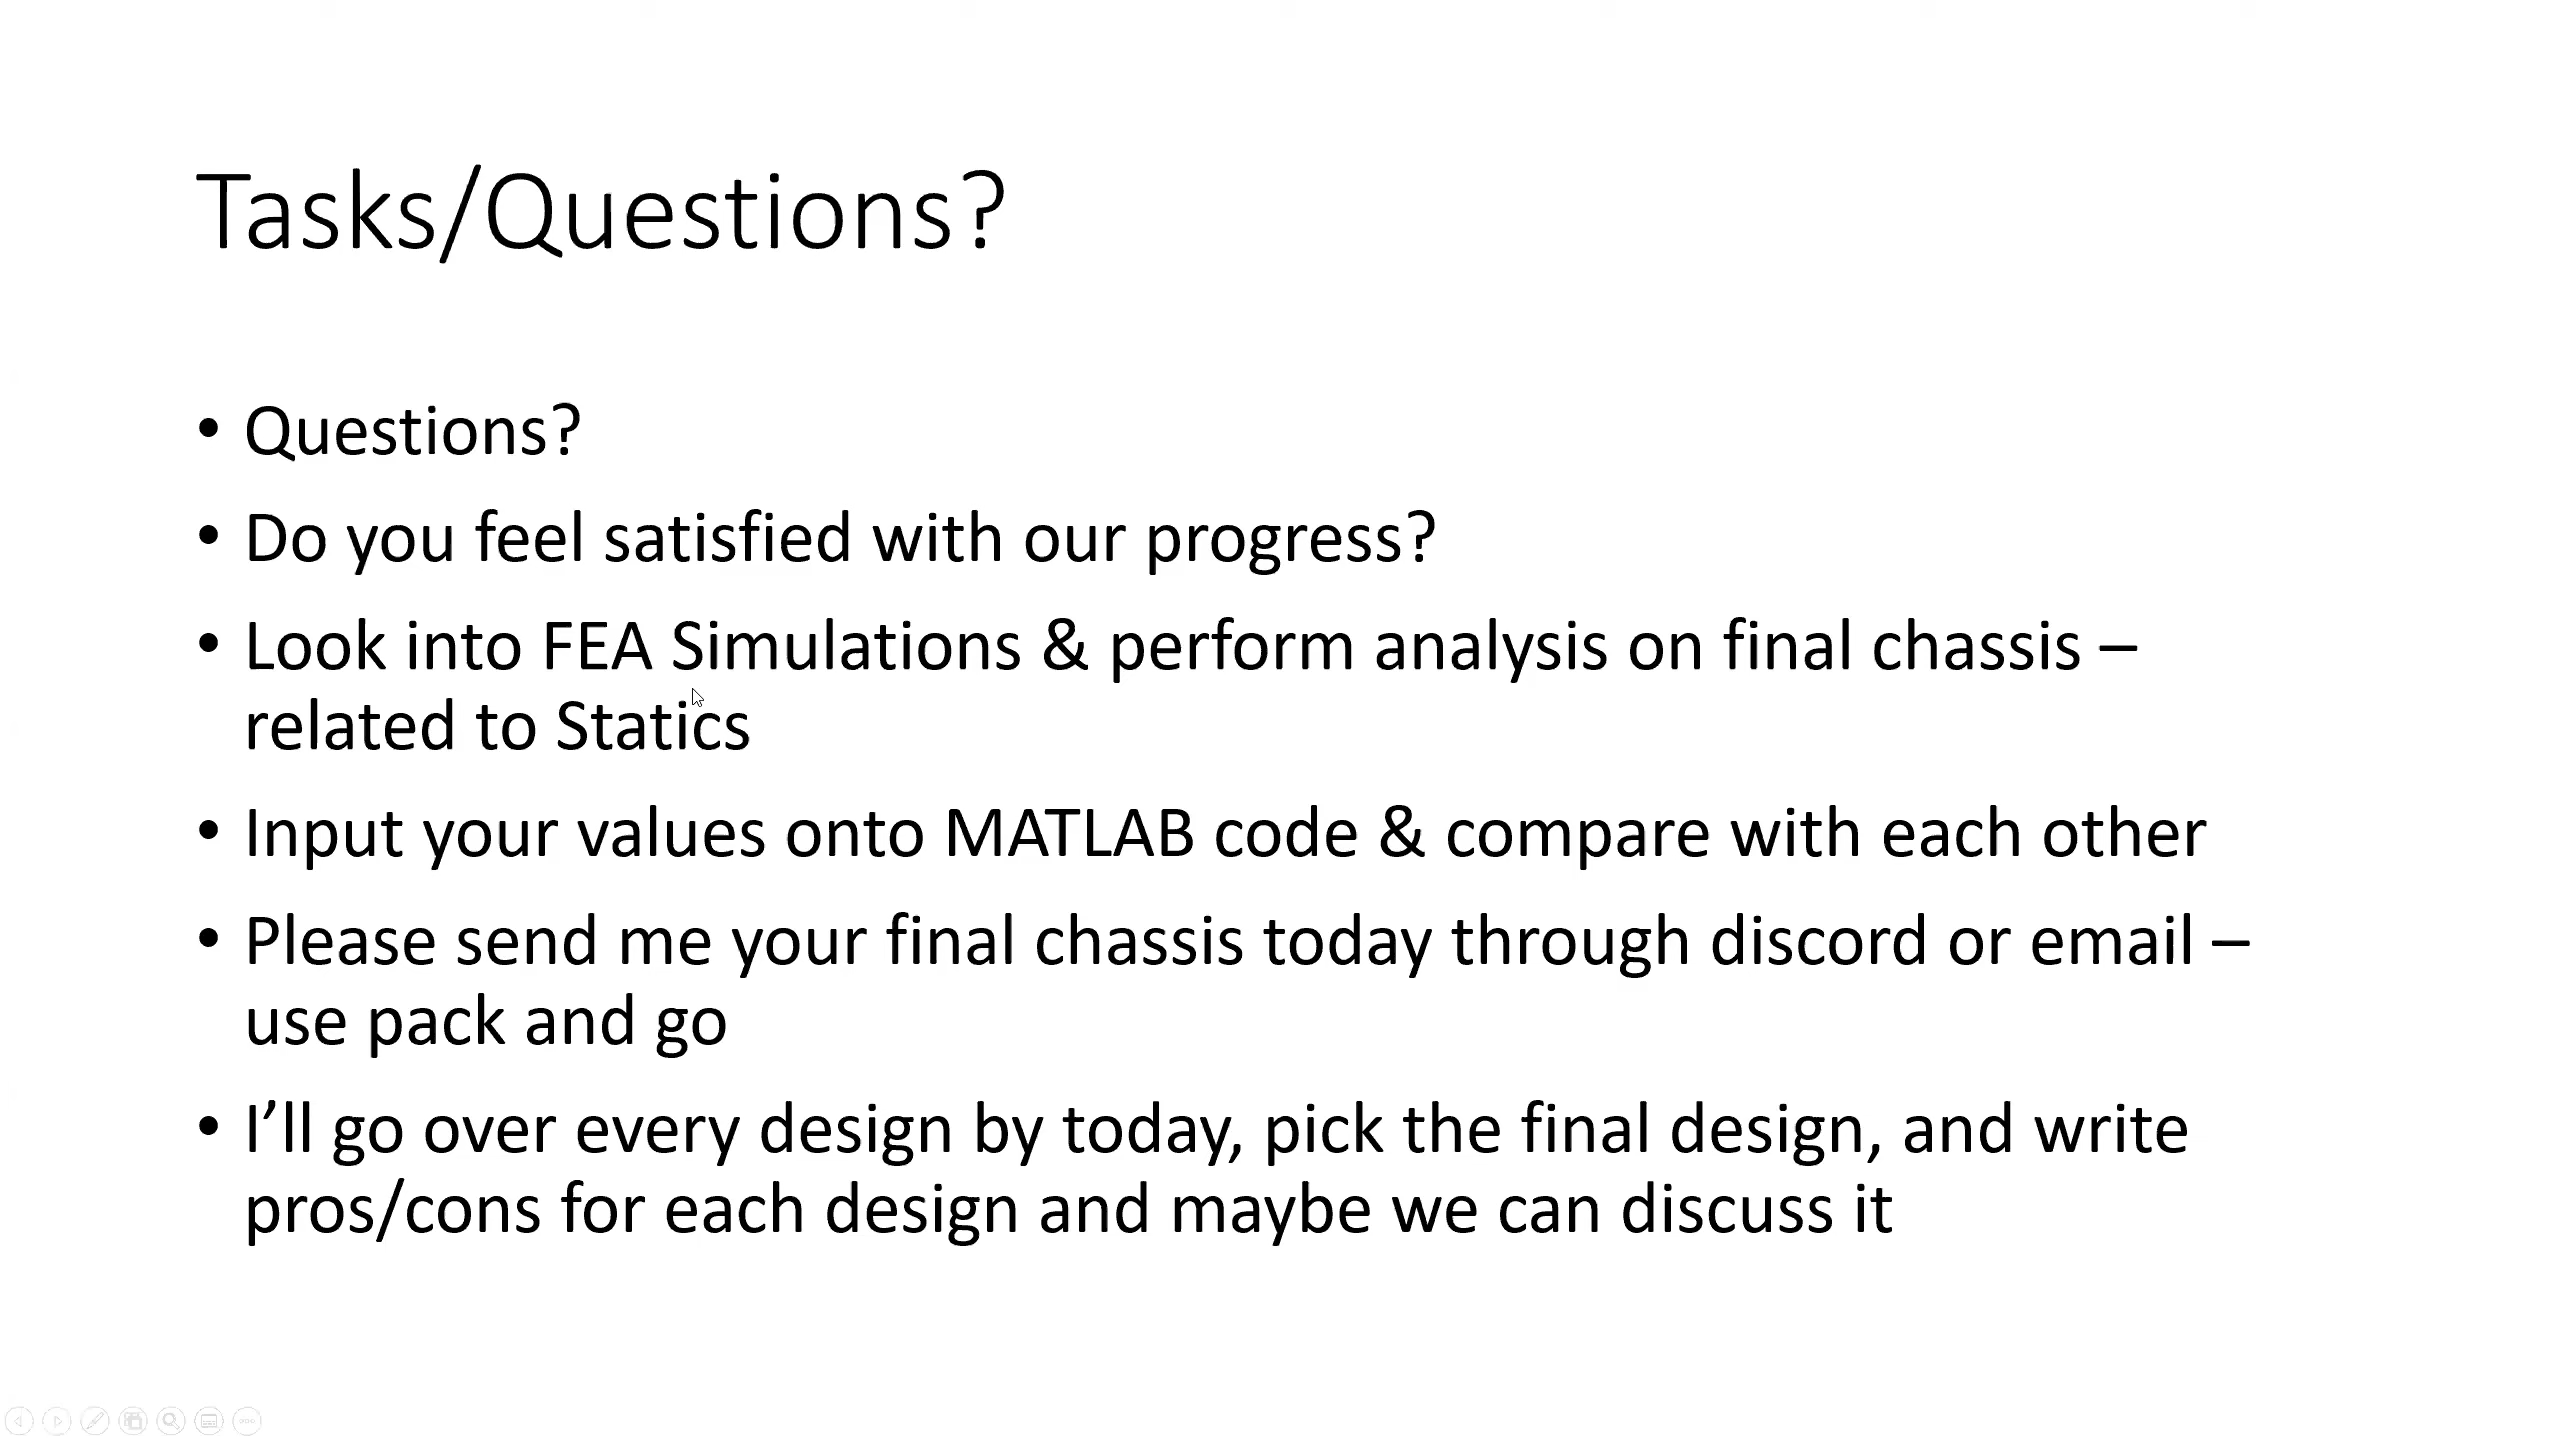 Tasks/Questions?
• Questions?
• Do you feel satisfied with our progress?
• Look into FEA Simulations & perform analysis on final chassis –
related to Statics
• Input your values onto MATLAB code & compare with each other
• Please send me your final chassis today through discord or email –
use pack and go
• I’ll go over every design by today, pick the final design, and write
pros/cons for each design and maybe we can discuss it